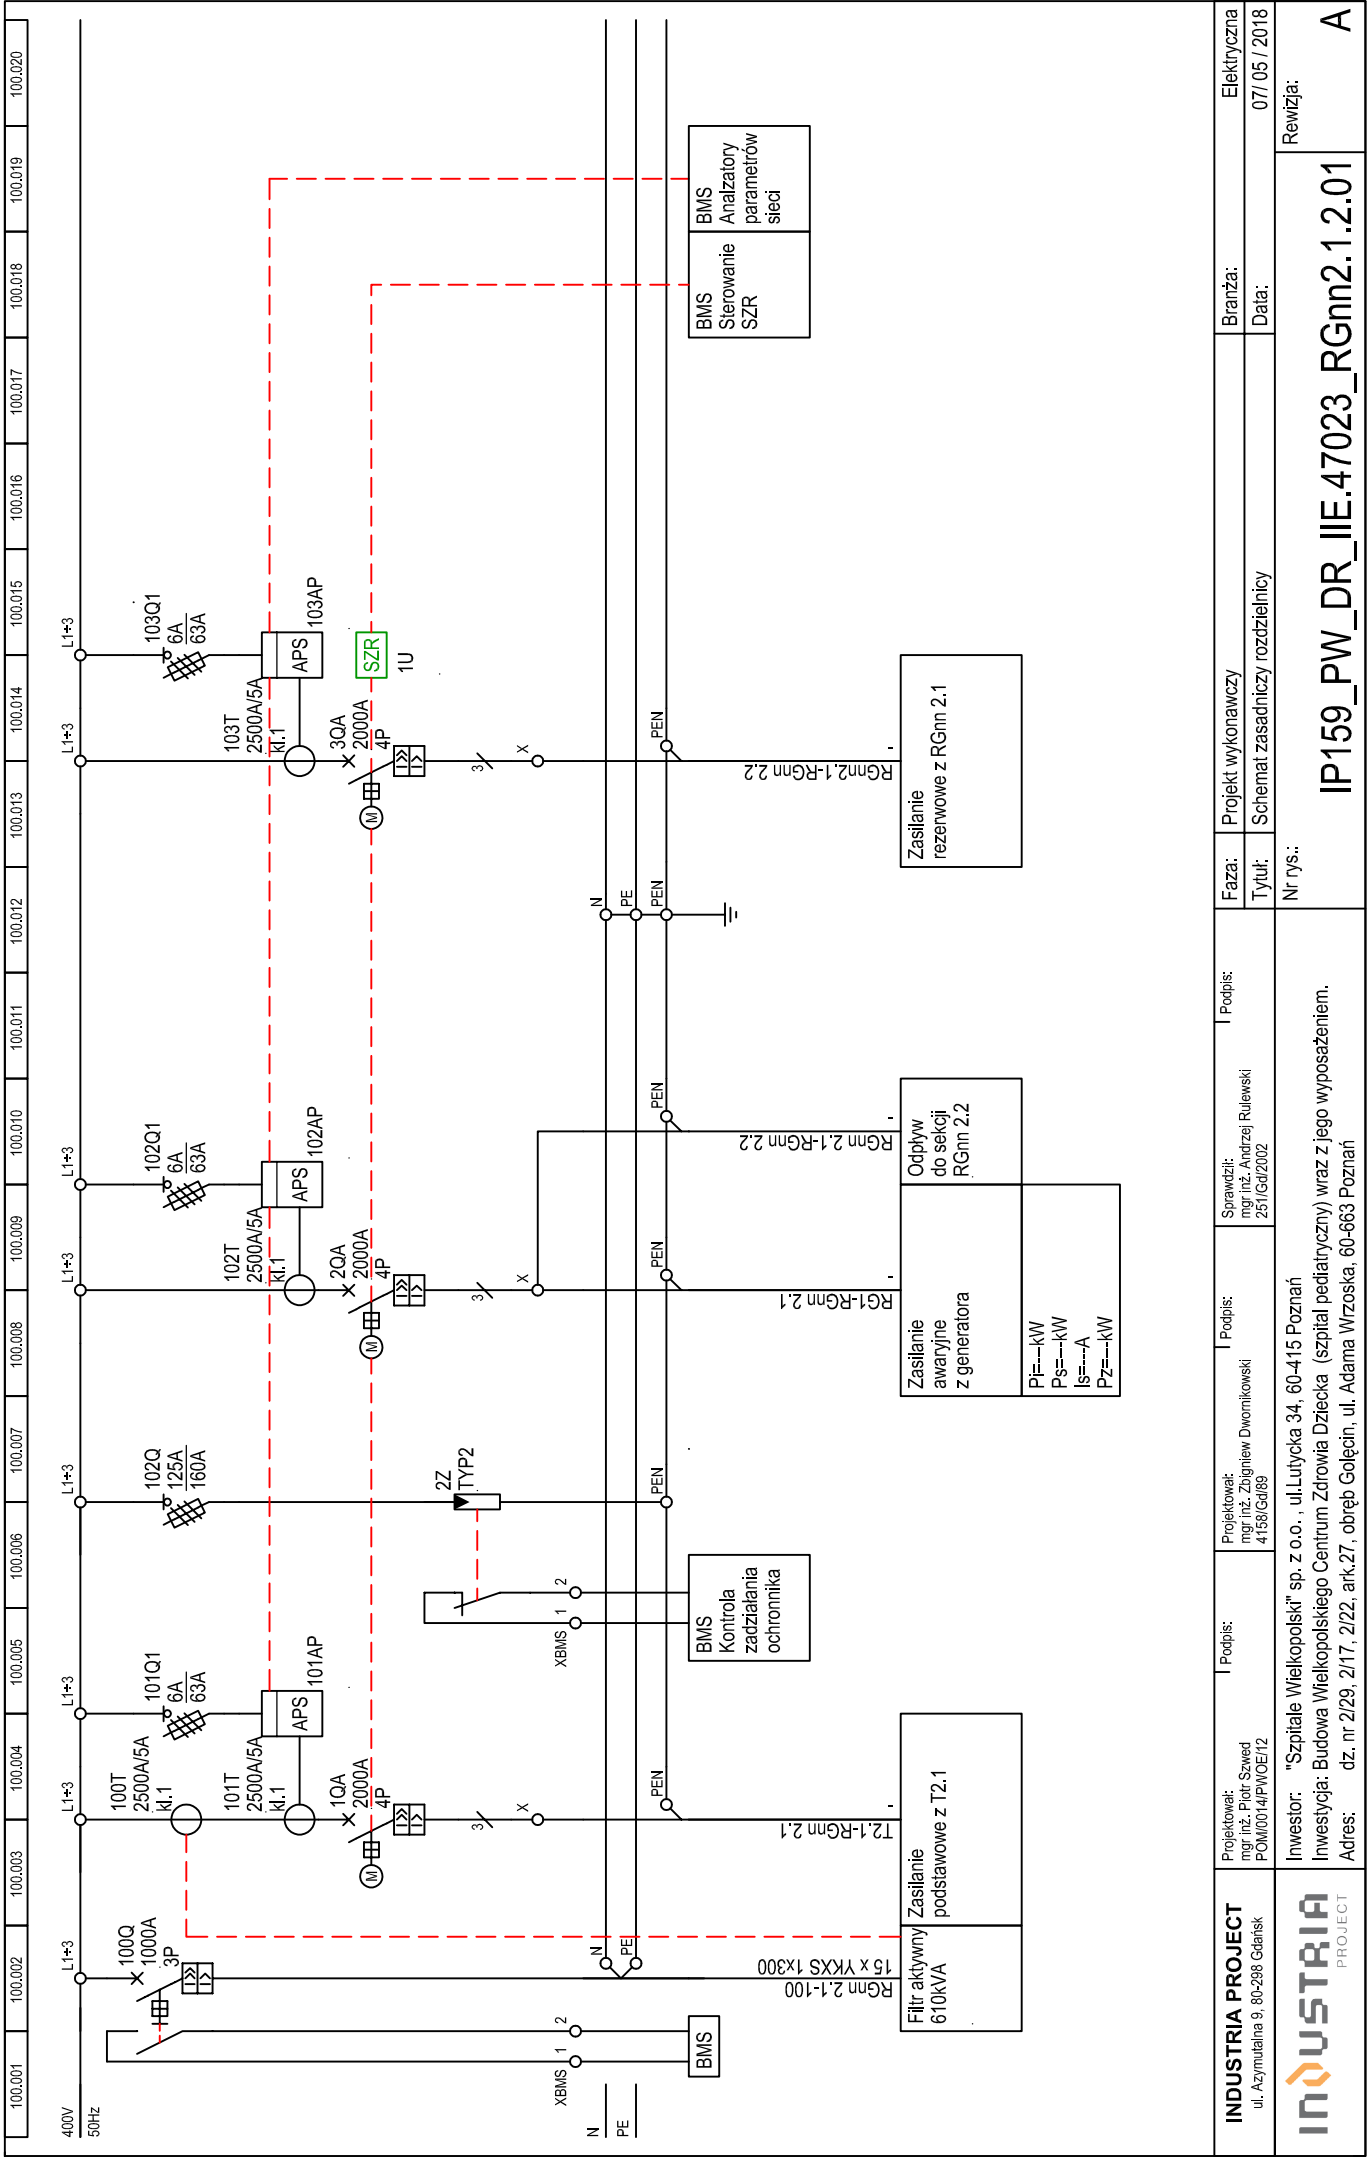 100.001
100.002
100.003
100.004
100.005
100.006
100.007
100.008
100.009
100.010
100.011
100.012
100.013
100.014
100.015
100.016
100.017
100.018
100.019
100.020
400V
50Hz
L1÷3
L1÷3
L1÷3
L1÷3
L1÷3
L1÷3
L1÷3
L1÷3
100Q
1000A
3P
100T
2500A/5A
kl.1
101T
2500A/5A
kl.1
1QA
2000A
4P
M
101Q1
6A
63A
APS
101AP
102Q
125A
160A
2Z
TYP2
102T
2500A/5A
kl.1
2QA
2000A
4P
M
102Q1
6A
63A
APS
102AP
103T
2500A/5A
kl.1
3QA
2000A
4P
M
103Q1
6A
63A
APS
103AP
SZR
1U
3
X
3
X
3
X
XBMS
1
2
XBMS
1
2
N
PE
N
PE
PEN
PEN
PEN
PEN
N
PE
PEN
PEN
BMS
BMS
Kontrola
zadziałania
ochronnika
BMS
Sterowanie
SZR
BMS
Analzatory
parametrów
sieci
RGnn 2.1-100
15 x YKXS 1x300
T2.1-RGnn 2.1
-
RG1-RGnn 2.1
-
RGnn 2.1-RGnn 2.2
-
RGnn2.1-RGnn 2.2
-
Filtr aktywny
610kVA
Zasilanie
podstawowe z T2.1
Zasilanie
awaryjne
z generatora
Pi=---kW
Ps=---kW
Is=---A
Pz=---kW
Odpływ
do sekcji
RGnn 2.2
Zasilanie
rezerwowe z RGnn 2.1
INDUSTRIA PROJECT
ul. Azymutalna 9, 80-298 Gdańsk
INDUSTRIA
PROJECT
Projektował:
mgr inż. Piotr Szwed
POM/0014/PWOE/12
Podpis:
Projektował:
mgr inż. Zbigniew Dwornikowski
4158/Gd/89
Podpis:
Sprawdził:
mgr inż. Andrzej Rulewski
251/Gd/2002
Podpis:
Inwestor: "Szpitale Wielkopolski" sp. z o.o. , ul.Lutycka 34, 60-415 Poznań
Inwestycja: Budowa Wielkopolskiego Centrum Zdrowia Dziecka (szpital pediatryczny) wraz z jego wyposażeniem.
Adres: dz. nr 2/29, 2/17, 2/22, ark.27, obręb Golęcin, ul. Adama Wrzoska, 60-663 Poznań
Faza: Projekt wykonawczy
Branża: Elektryczna
Tytuł: Schemat zasadniczy rozdzielnicy
Data: 07/ 05 / 2018
Nr rys.:
IP159_PW_DR_IIE.47023_RGnn2.1.2.01
Rewizja:
A